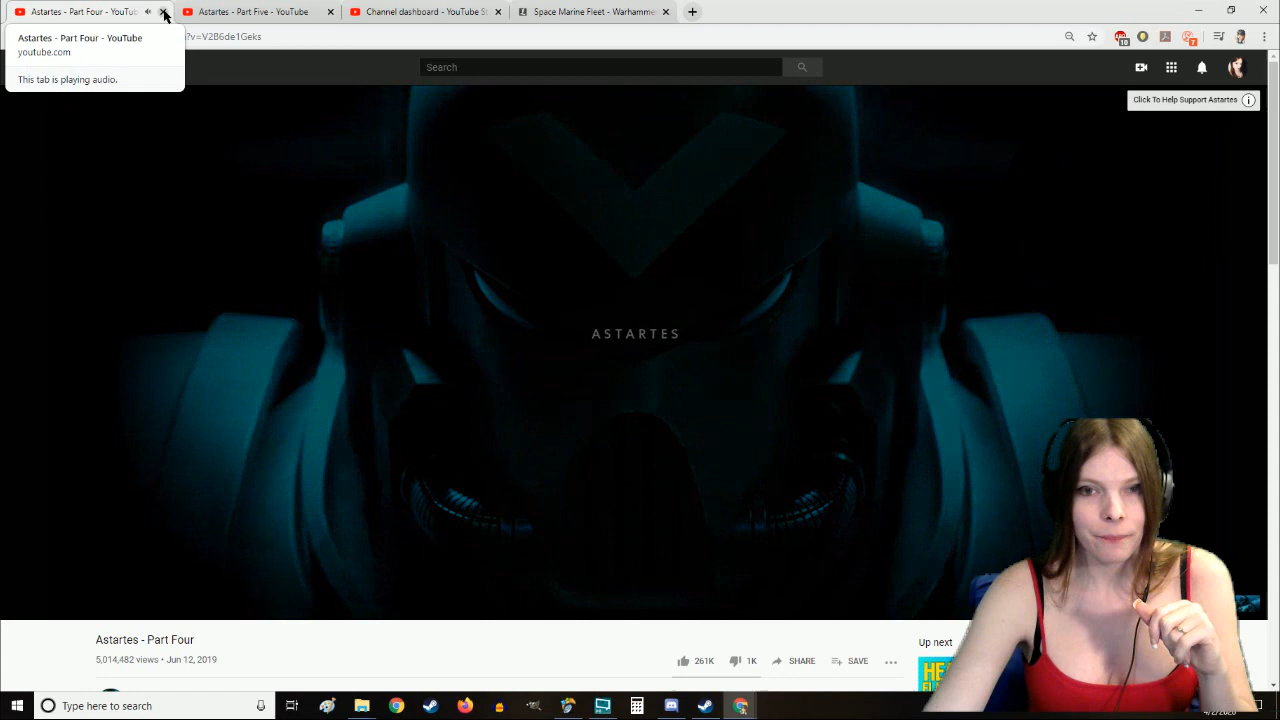 Astartes - Part Four - YouTub
Astartes - Part Five - YouTube
Channel dashboard - YouTube St
Space Marine Fleet - Warhamme
?v=V2B6de1Geks
10
7
Astartes - Part Four - YouTube
youtube.com
This tab is playing audio.
Search
Click To Help Support Astartes
ASTARTES
Astartes - Part Four
5,014,482 views • Jun 12, 2019
261K
1K
SHARE
SAVE
Up next
Type here to search